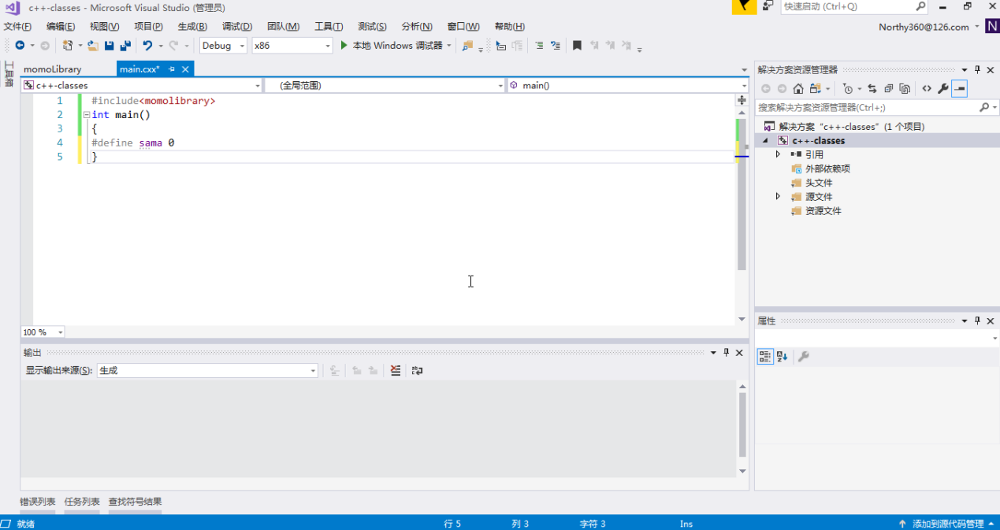 c++-classes - Microsoft Visual Studio (管理员)
快速启动 (Ctrl+Q)
文件(F) 编辑(E) 视图(V) 项目(P) 生成(B) 调试(D) 团队(M) 工具(T) 测试(S) 分析(N) 窗口(W) 帮助(H)
Northy360@126.com N
Debug x86 本地 Windows 调试器
工具箱
momoLibrary main.cxx*
c++-classes (全局范围) main()
1 #include<momolibrary>
2 int main()
3 {
4 #define sama 0
5 }
100 %
输出
显示输出来源(S): 生成
错误列表 任务列表 查找符号结果
解决方案资源管理器
搜索解决方案资源管理器(Ctrl+;)
解决方案 “c++-classes” (1 个项目)
c++-classes
引用
外部依赖项
头文件
源文件
资源文件
属性
就绪 行 5 列 3 字符 3 Ins 添加到源代码管理